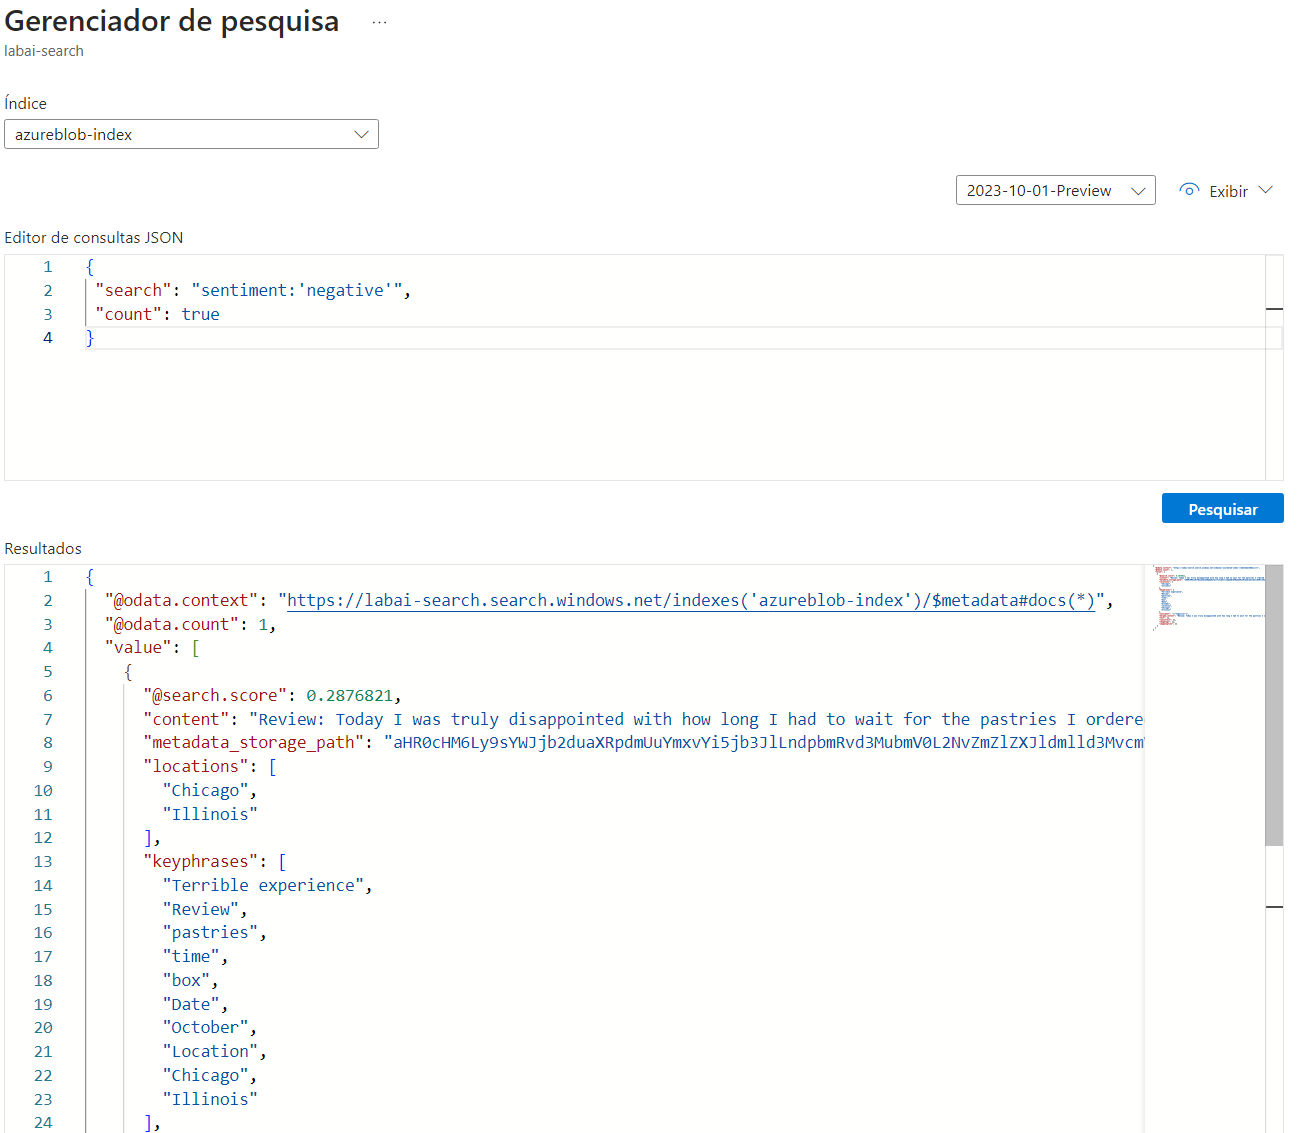 Gerenciador de pesquisa ...
labai-search
Índice
azureblob-index
2023-10-01-Preview Exibir
Editor de consultas JSON
1 {
2 "search": "sentiment:'negative'",
3 "count": true
4 }
Pesquisar
Resultados
1 {
2 "@odata.context": "https://labai-search.search.windows.net/indexes('azureblob-index')/$metadata#docs(*)",
3 "@odata.count": 1,
4 "value": [
5 {
6 "@search.score": 0.2876821,
7 "content": "Review: Today I was truly disappointed with how long I had to wait for the pastries I ordere
8 "metadata_storage_path": "aHR0cHM6Ly9sYWJjb2duaXRpdmUuYmxvYi5jb3JlLndpbmRvd3MubmV0L2NvZmZlZXJldmlld3Mvcm
9 "locations": [
10 "Chicago",
11 "Illinois"
12 ],
13 "keyphrases": [
14 "Terrible experience",
15 "Review",
16 "pastries",
17 "time",
18 "box",
19 "Date",
20 "October",
21 "Location",
22 "Chicago",
23 "Illinois"
24 ],